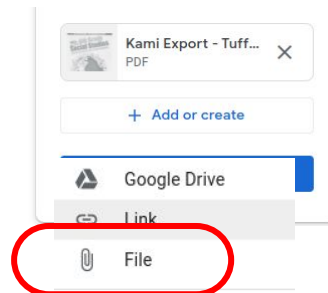 Kami Export - Tuff...
PDF
+ Add or create
Google Drive
Link
File